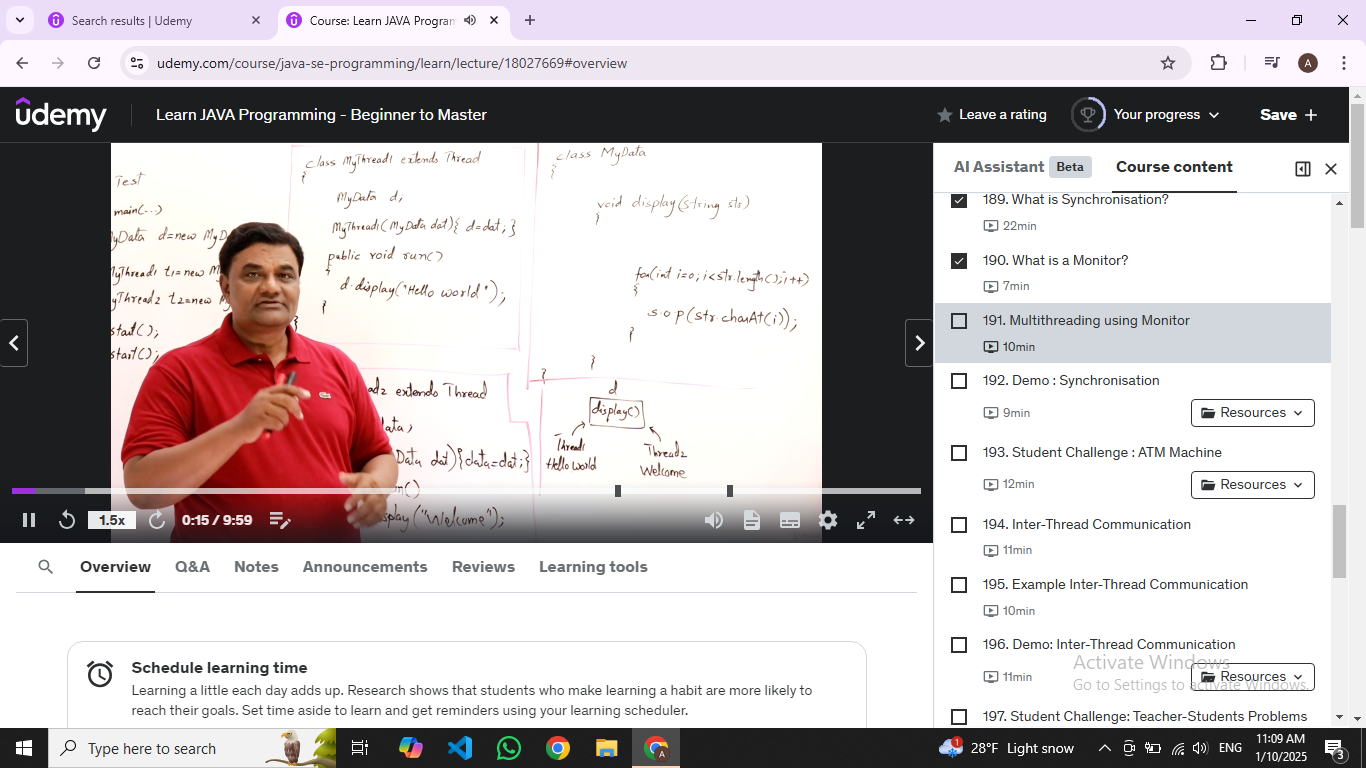 Search results | Udemy
Course: Learn JAVA Program
udemy.com/course/java-se-programming/learn/lecture/18027669#overview
A
udemy
Learn JAVA Programming - Beginner to Master
Leave a rating
Your progress
Save +
Test
main(...)
MyData d=new MyD
MyThread1 t1=new M
MyThread2 t2=new M
start();
start();
class MyThread1 extends Thread
{
MyData d;
MyThread1(MyData dat){ d=dat; }
public void run()
{
d.display("Hello world");
}
}
ad2 extends Thread
ata;
Data dat){data=dat;}
n()
splay("Welcome");
class MyData
{
void display(String str)
{
for(int i=0; i<str.length(); i++)
{
s.o.p(str.charAt(i));
}
}
}
d
display()
Thread1
Hello World
Thread2
Welcome
1.5x
0:15 / 9:59
AI Assistant
Beta
Course content
189. What is Synchronisation?
22min
190. What is a Monitor?
7min
191. Multithreading using Monitor
10min
192. Demo : Synchronisation
9min
Resources
193. Student Challenge : ATM Machine
12min
Resources
194. Inter-Thread Communication
11min
195. Example Inter-Thread Communication
10min
196. Demo: Inter-Thread Communication
11min
Resources
197. Student Challenge: Teacher-Students Problems
Activate Windows
Go to Settings to activate Windows.
Overview
Q&A
Notes
Announcements
Reviews
Learning tools
Schedule learning time
Learning a little each day adds up. Research shows that students who make learning a habit are more likely to
reach their goals. Set time aside to learn and get reminders using your learning scheduler.
Type here to search
A
28°F Light snow
ENG
11:09 AM
1/10/2025
3